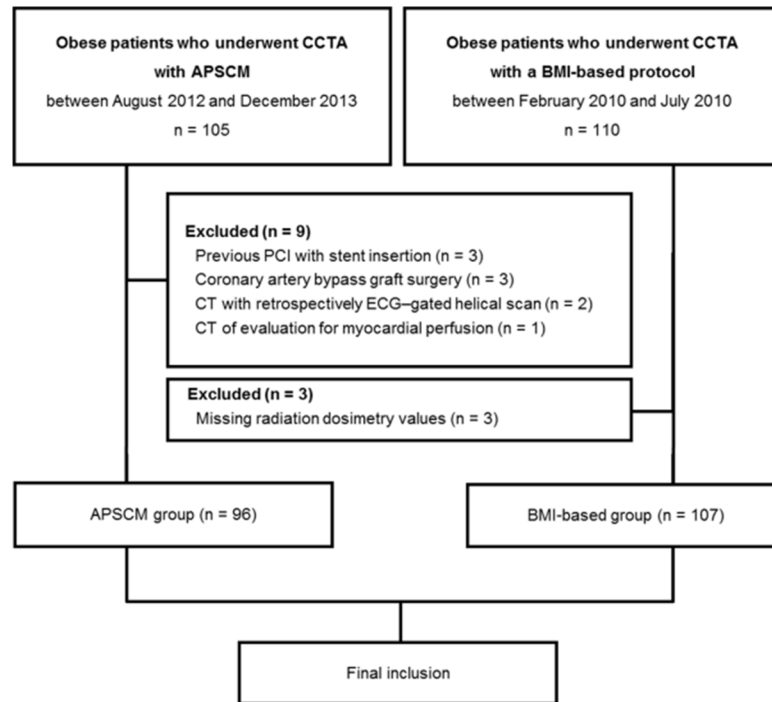 Obese patients who underwent CCTA
with APSCM
between August 2012 and December 2013
n = 105
Obese patients who underwent CCTA
with a BMI-based protocol
between February 2010 and July 2010
n = 110
Excluded (n = 9)
Previous PCI with stent insertion (n = 3)
Coronary artery bypass graft surgery (n = 3)
CT with retrospectively ECG–gated helical scan (n = 2)
CT of evaluation for myocardial perfusion (n = 1)
Excluded (n = 3)
Missing radiation dosimetry values (n = 3)
APSCM group (n = 96)
BMI-based group (n = 107)
Final inclusion